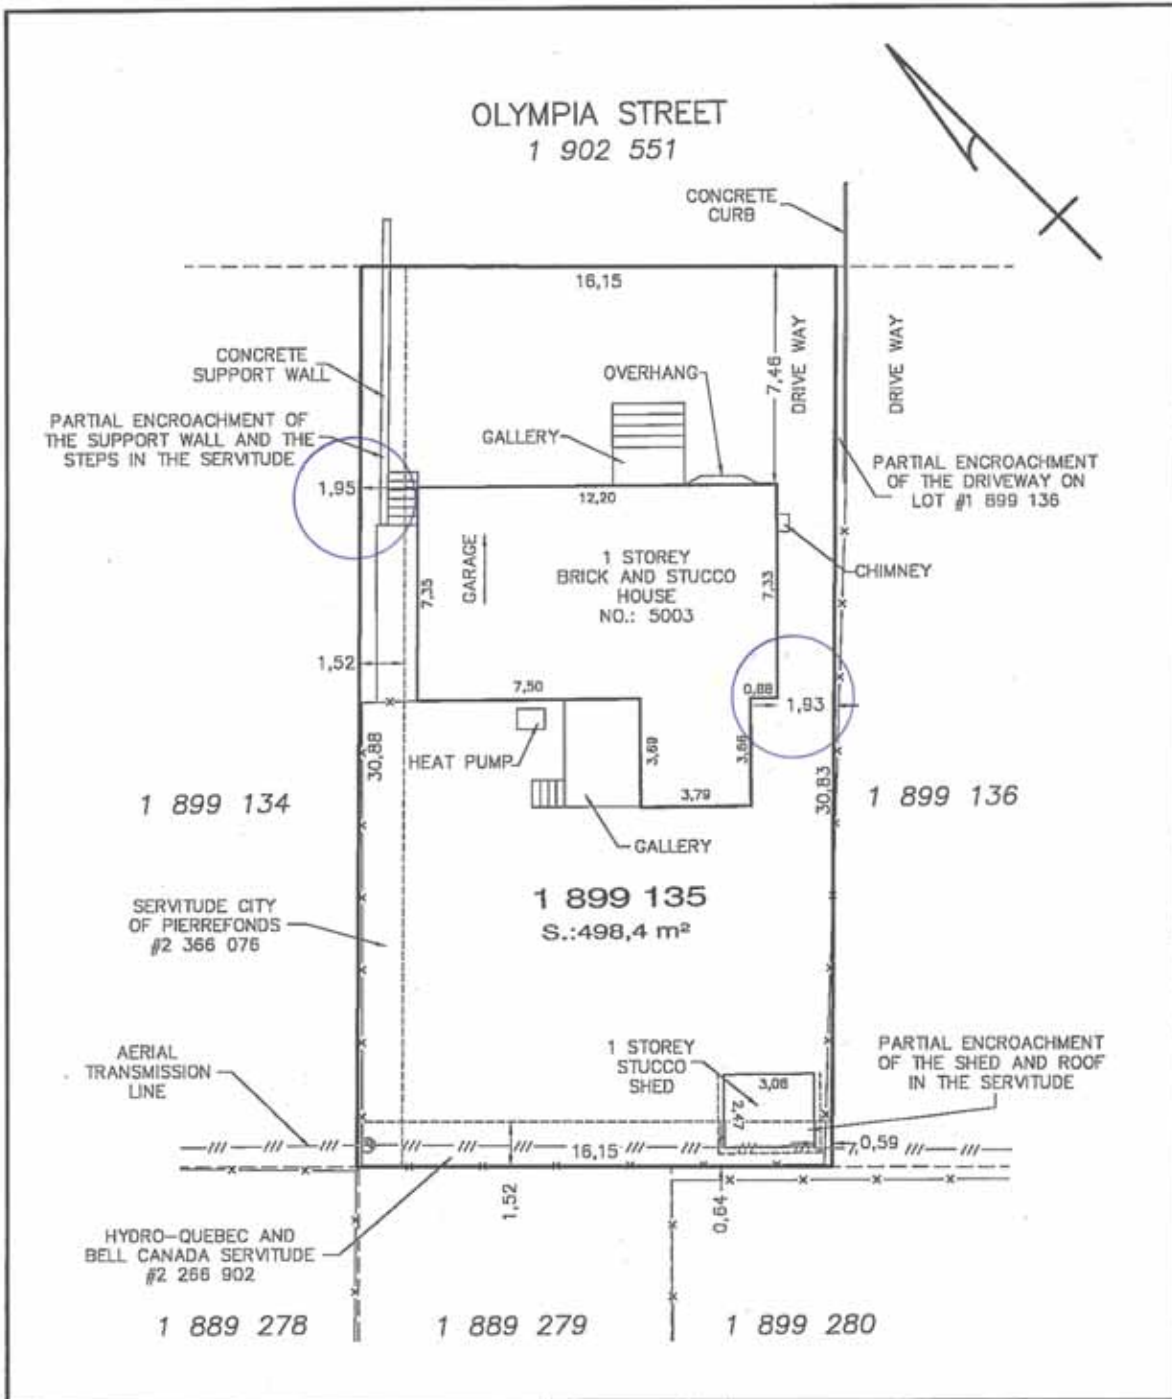 OLYMPIA STREET
1 902 551
CONCRETE
CURB
16,15
CONCRETE
SUPPORT WALL
OVERHANG
7,46
DRIVE WAY
DRIVE WAY
PARTIAL ENCROACHMENT OF
THE SUPPORT WALL AND THE
STEPS IN THE SERVITUDE
GALLERY
PARTIAL ENCROACHMENT
OF THE DRIVEWAY ON
LOT #1 899 136
1,95
12,20
GARAGE
1 STOREY
BRICK AND STUCCO
HOUSE
NO.: 5003
CHIMNEY
7,35
7,33
1,52
7,50
0,88
1,93
HEAT PUMP
30,88
3,69
3,66
3,79
30,83
1 899 134
1 899 136
GALLERY
1 899 135
S.:498,4 m²
SERVITUDE CITY
OF PIERREFONDS
#2 366 076
AERIAL
TRANSMISSION
LINE
1 STOREY
STUCCO
SHED
3,08
2,47
PARTIAL ENCROACHMENT
OF THE SHED AND ROOF
IN THE SERVITUDE
16,15
0,59
1,52
0,64
HYDRO-QUEBEC AND
BELL CANADA SERVITUDE
#2 266 902
1 889 278
1 889 279
1 899 280